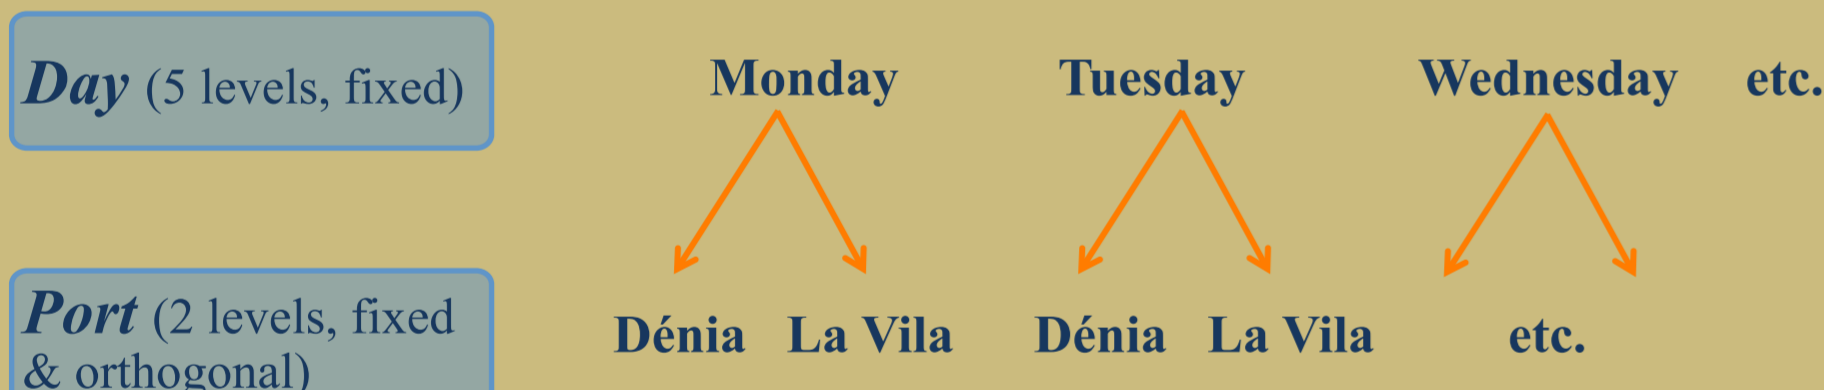 Day (5 levels, fixed)
Monday Tuesday Wednesday etc.
Port (2 levels, fixed
& orthogonal)
Dénia La Vila Dénia La Vila etc.